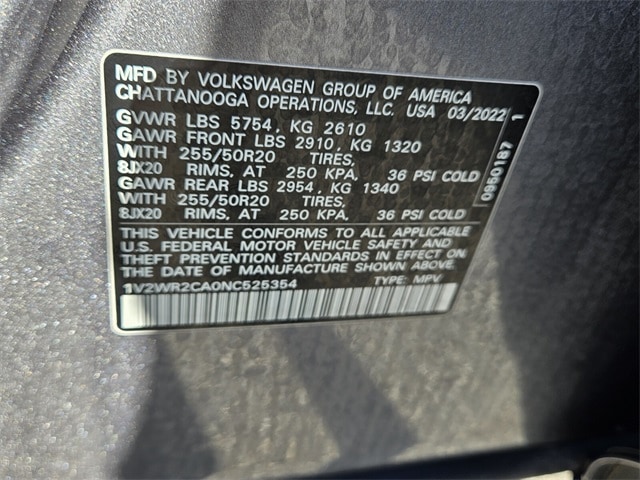 MFD BY VOLKSWAGEN GROUP OF AMERICA
CHATTANOOGA OPERATIONS, LLC. USA 03/2022
GVWR LBS 5754, KG 2610
GAWR FRONT LBS 2910, KG 1320
WITH 255/50R20 TIRES,
8JX20 RIMS, AT 250 KPA, 36 PSI COLD
GAWR REAR LBS 2954, KG 1340
WITH 255/50R20 TIRES,
8JX20 RIMS, AT 250 KPA, 36 PSI COLD
THIS VEHICLE CONFORMS TO ALL APPLICABLE
U.S. FEDERAL MOTOR VEHICLE SAFETY AND
THEFT PREVENTION STANDARDS IN EFFECT ON
THE DATE OF MANUFACTURE SHOWN ABOVE.
1V2WR2CA0NC525354 TYPE: MPV
0950187 1